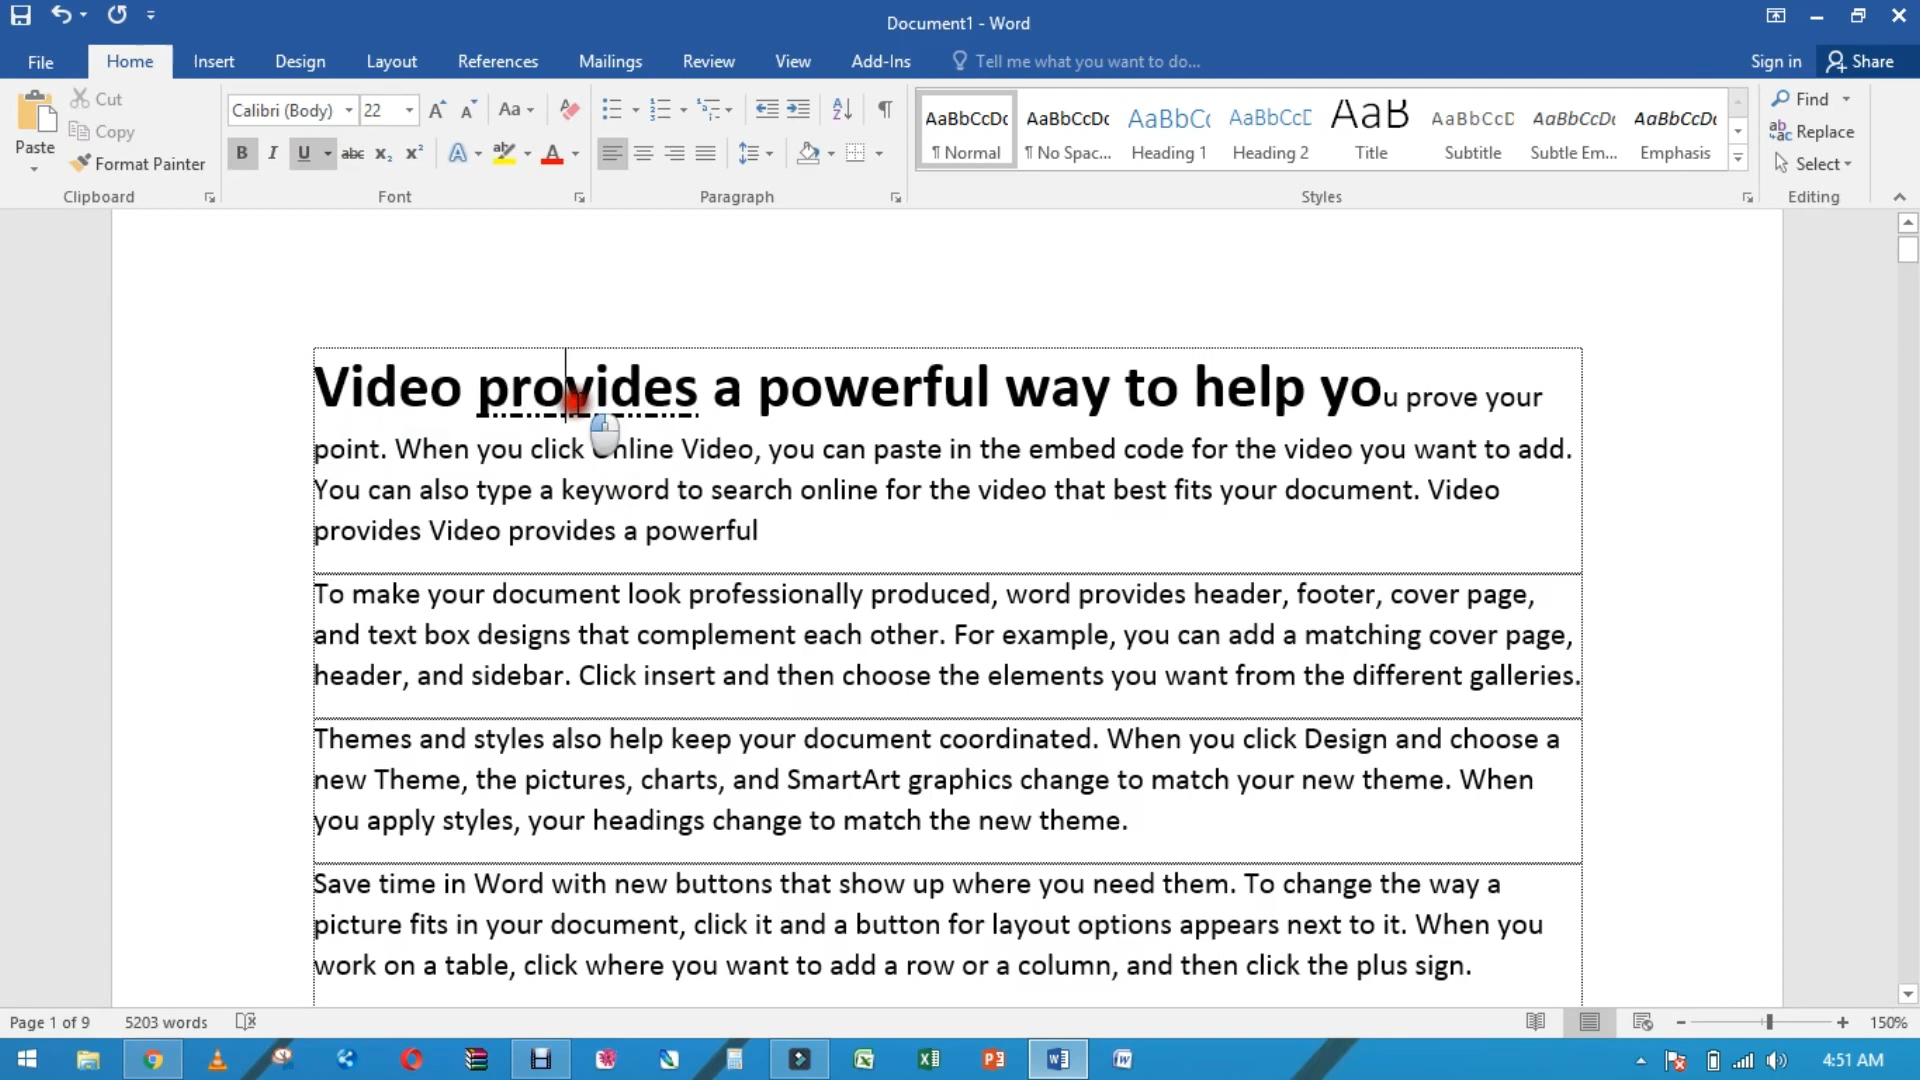 Document1 - Word
File Home Insert Design Layout References Mailings Review View Add-Ins Tell me what you want to do... Sign in Share
Paste
Cut
Copy
Format Painter
Clipboard
Calibri (Body) 22
Font
Paragraph
AaBbCcDc AaBbCcDc AaBbCc AaBbCcD AaB AaBbCcD AaBbCcDc AaBbCcDc
¶ Normal ¶ No Spac... Heading 1 Heading 2 Title Subtitle Subtle Em... Emphasis
Styles
Find
Replace
Select
Editing
Video provides a powerful way to help you prove your
point. When you click Online Video, you can paste in the embed code for the video you want to add.
You can also type a keyword to search online for the video that best fits your document. Video
provides Video provides a powerful
To make your document look professionally produced, word provides header, footer, cover page,
and text box designs that complement each other. For example, you can add a matching cover page,
header, and sidebar. Click insert and then choose the elements you want from the different galleries.
Themes and styles also help keep your document coordinated. When you click Design and choose a
new Theme, the pictures, charts, and SmartArt graphics change to match your new theme. When
you apply styles, your headings change to match the new theme.
Save time in Word with new buttons that show up where you need them. To change the way a
picture fits in your document, click it and a button for layout options appears next to it. When you
work on a table, click where you want to add a row or a column, and then click the plus sign.
Page 1 of 9 5203 words 150%
4:51 AM